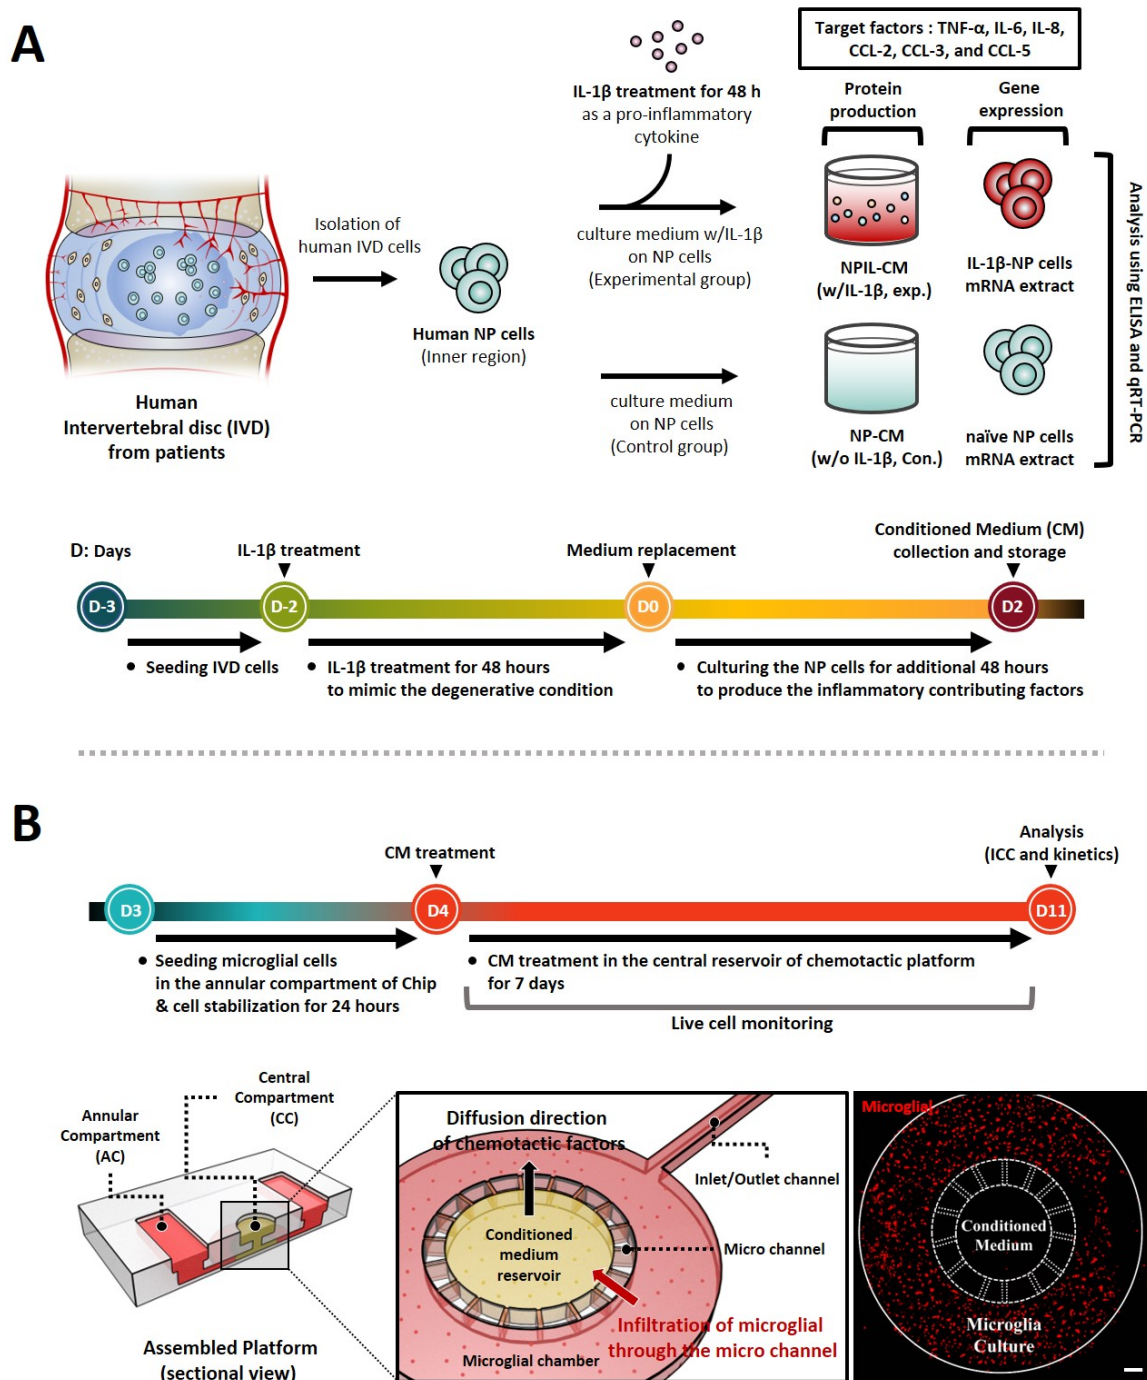 A
Target factors : TNF-α, IL-6, IL-8,
CCL-2, CCL-3, and CCL-5
IL-1β treatment for 48 h
as a pro-inflammatory
cytokine
Protein
production
Gene
expression
Isolation of
human IVD cells
culture medium w/IL-1β
on NP cells
(Experimental group)
NPIL-CM
(w/IL-1β, exp.)
IL-1β-NP cells
mRNA extract
Analysis using ELISA and qRT-PCR
Human NP cells
(Inner region)
Human
Intervertebral disc (IVD)
from patients
culture medium
on NP cells
(Control group)
NP-CM
(w/o IL-1β, Con.)
naïve NP cells
mRNA extract
D: Days
IL-1β treatment
Medium replacement
Conditioned Medium (CM)
collection and storage
D-3
D-2
D0
D2
• Seeding IVD cells
• IL-1β treatment for 48 hours
to mimic the degenerative condition
• Culturing the NP cells for additional 48 hours
to produce the inflammatory contributing factors
B
CM treatment
Analysis
(ICC and kinetics)
D3
D4
D11
• Seeding microglial cells
in the annular compartment of Chip
& cell stabilization for 24 hours
• CM treatment in the central reservoir of chemotactic platform
for 7 days
Live cell monitoring
Annular
Compartment
(AC)
Central
Compartment
(CC)
Assembled Platform
(sectional view)
Diffusion direction
of chemotactic factors
Inlet/Outlet channel
Conditioned
medium
reservoir
Micro channel
Infiltration of microglial
through the micro channel
Microglial chamber
Microglial
Conditioned
Medium
Microglia
Culture